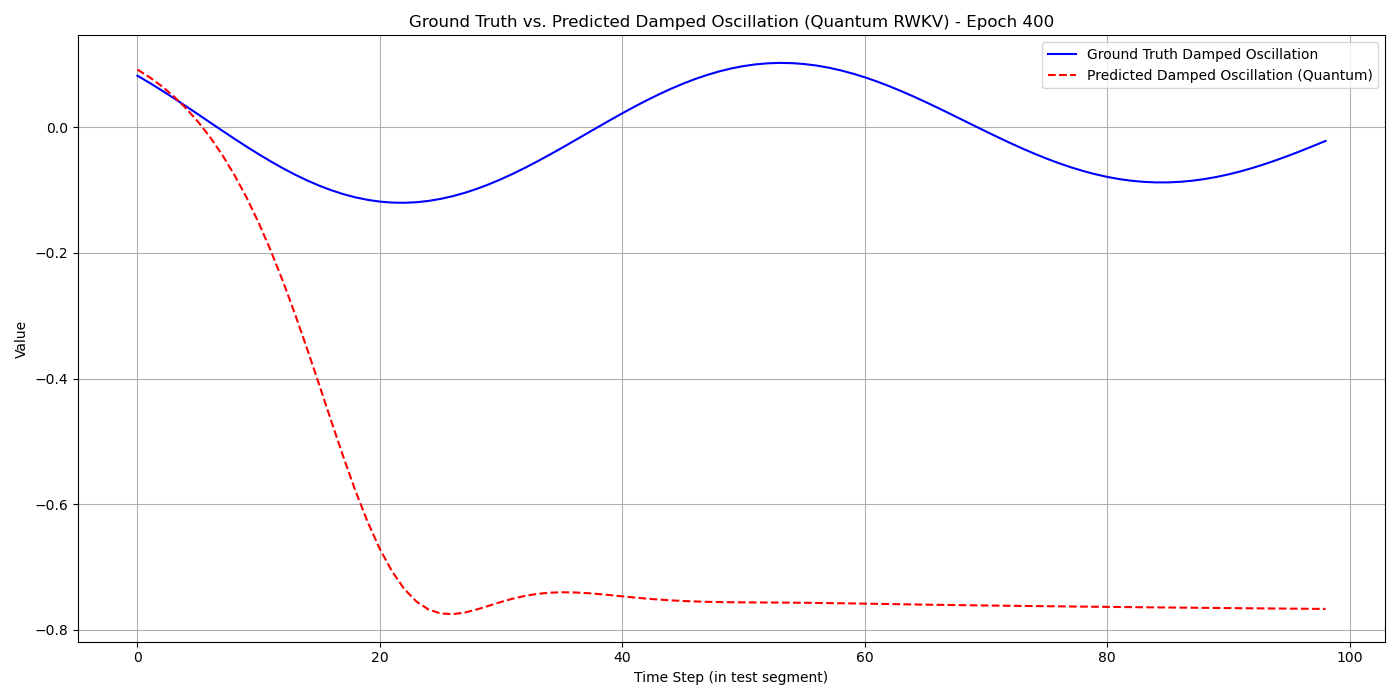 Ground Truth vs. Predicted Damped Oscillation (Quantum RWKV) - Epoch 400
Ground Truth Damped Oscillation
Predicted Damped Oscillation (Quantum)
Value
0.0
−0.2
−0.4
−0.6
−0.8
0 20 40 60 80 100
Time Step (in test segment)